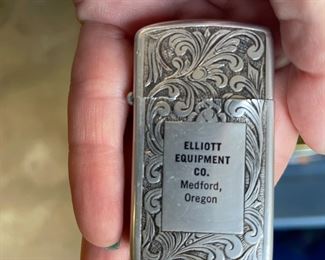 ELLIOTT
EQUIPMENT
CO.
Medford,
Oregon